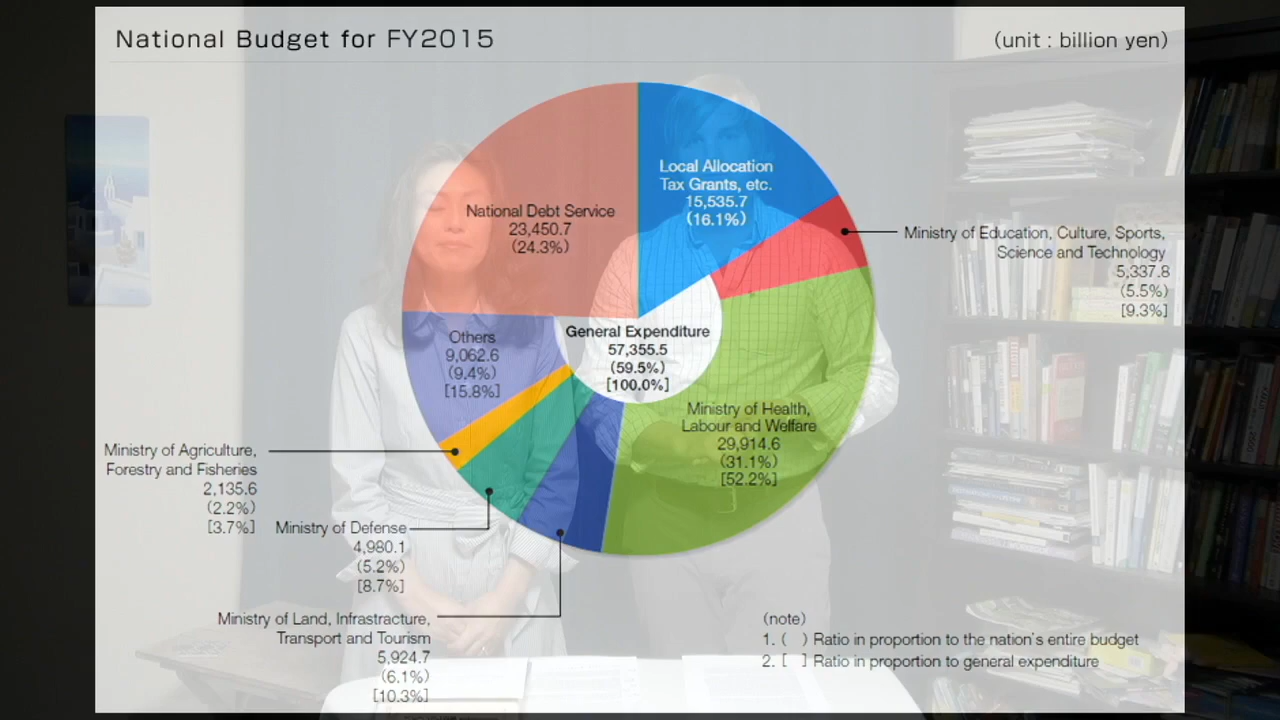 National Budget for FY2015
(unit : billion yen)
Local Allocation
Tax Grants, etc.
15,535.7
(16.1%)
National Debt Service
23,450.7
(24.3%)
Ministry of Education, Culture, Sports,
Science and Technology
5,337.8
(5.5%)
[9.3%]
General Expenditure
57,355.5
(59.5%)
[100.0%]
Others
9,062.6
(9.4%)
[15.8%]
Ministry of Health,
Labour and Welfare
29,914.6
(31.1%)
[52.2%]
Ministry of Agriculture,
Forestry and Fisheries
2,135.6
(2.2%)
[3.7%]
Ministry of Defense
4,980.1
(5.2%)
[8.7%]
Ministry of Land, Infrastracture,
Transport and Tourism
5,924.7
(6.1%)
[10.3%]
(note)
1. ( ) Ratio in proportion to the nation's entire budget
2. [ ] Ratio in proportion to general expenditure